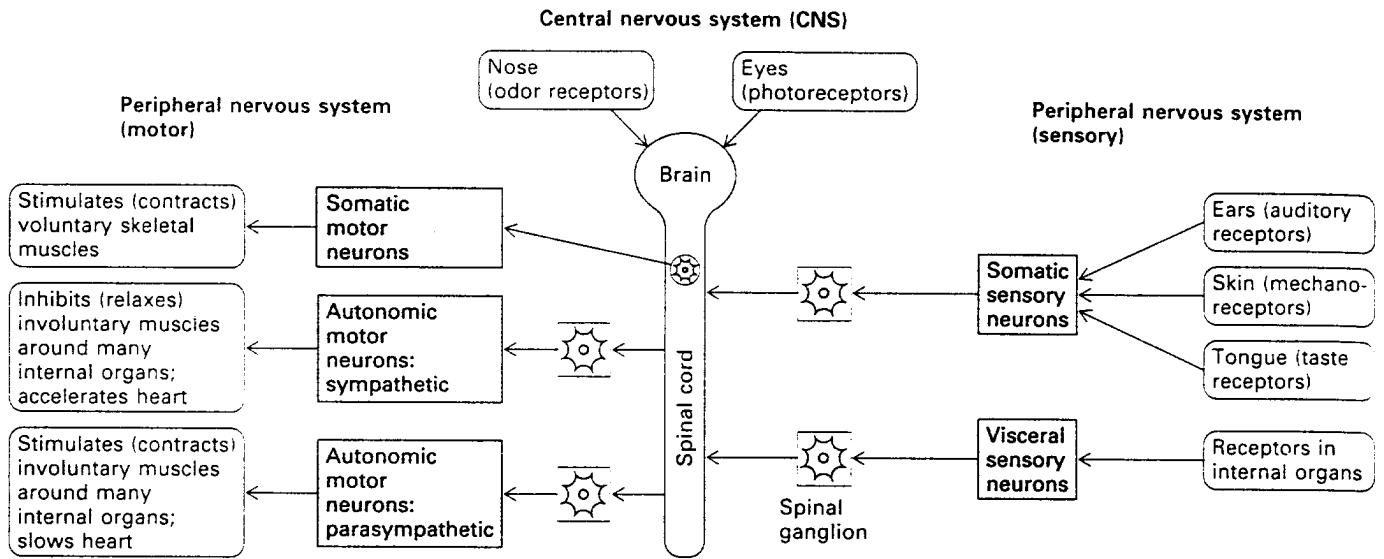 Central nervous system (CNS)
Nose
(odor receptors)
Eyes
(photoreceptors)
Peripheral nervous system
(motor)
Peripheral nervous system
(sensory)
Brain
Spinal cord
Stimulates (contracts)
voluntary skeletal
muscles
Somatic
motor
neurons
Inhibits (relaxes)
involuntary muscles
around many
internal organs;
accelerates heart
Autonomic
motor
neurons:
sympathetic
Stimulates (contracts)
involuntary muscles
around many
internal organs;
slows heart
Autonomic
motor
neurons:
parasympathetic
Somatic
sensory
neurons
Ears (auditory
receptors)
Skin (mechano-
receptors)
Tongue (taste
receptors)
Visceral
sensory
neurons
Receptors in
internal organs
Spinal
ganglion